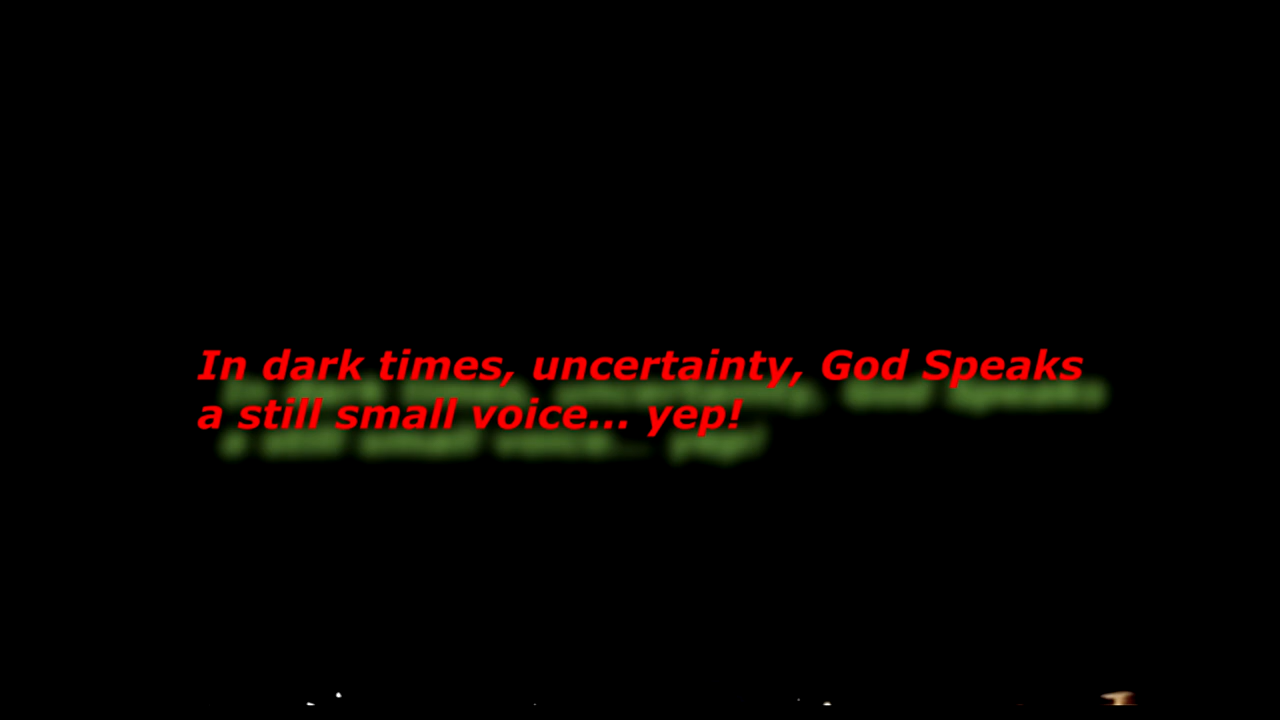 In dark times, uncertainty, God Speaks
a still small voice... yep!